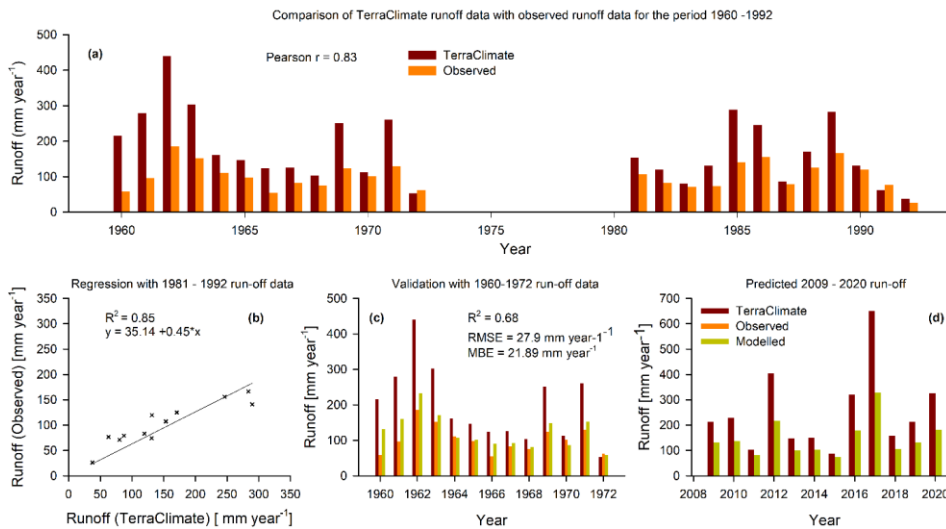 Comparison of TerraClimate runoff data with observed runoff data for the period 1960 -1992
(a)
Pearson r = 0.83
TerraClimate
Observed
Runoff (mm year⁻¹)
500
400
300
200
100
0
1960 1965 1970 1975 1980 1985 1990
Year
Regression with 1981 - 1992 run-off data
(b)
R² = 0.85
y = 35.14 +0.45*x
Runoff (Observed) [mm year⁻¹]
350
300
250
200
150
100
50
0
0 50 100 150 200 250 300 350
Runoff (TerraClimate) [ mm year⁻¹]
Validation with 1960-1972 run-off data
(c)
R² = 0.68
RMSE = 27.9 mm year-1⁻¹
MBE = 21.89 mm year⁻¹
Runoff [mm year⁻¹]
500
400
300
200
100
0
1960 1962 1964 1966 1968 1970 1972
Year
Predicted 2009 - 2020 run-off
(d)
TerraClimate
Observed
Modelled
Runoff [mm year⁻¹]
700
600
500
400
300
200
100
0
2008 2010 2012 2014 2016 2018 2020
Year